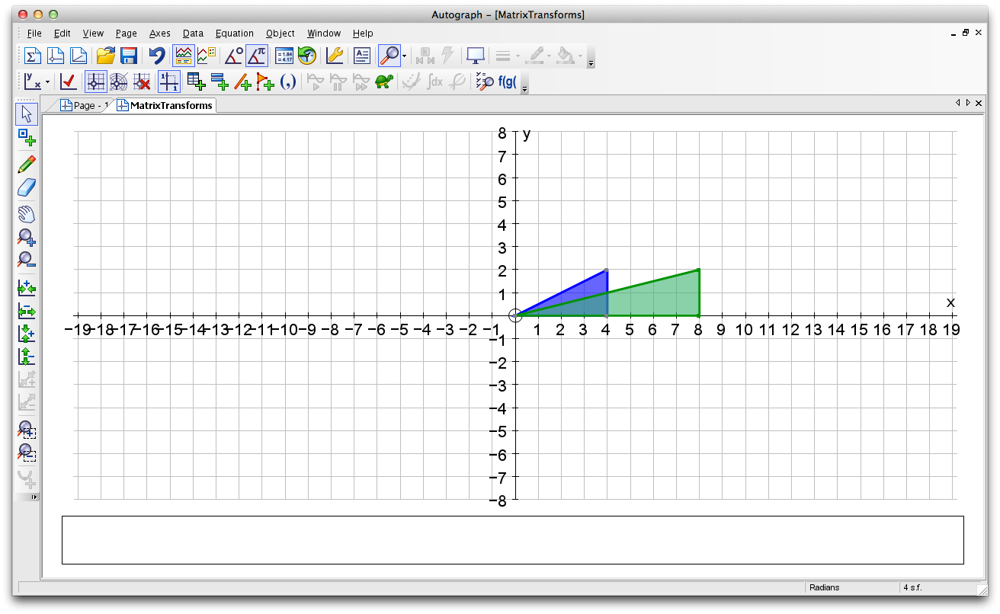 Autograph – [MatrixTransforms]
File Edit View Page Axes Data Equation Object Window Help
y x f(g(
Page - 1 MatrixTransforms
8 y
7
6
5
4
3
2
1 x
−19 −18 −17 −16 −15 −14 −13 −12 −11 −10 −9 −8 −7 −6 −5 −4 −3 −2 −1 1 2 3 4 5 6 7 8 9 10 11 12 13 14 15 16 17 18 19
−1
−2
−3
−4
−5
−6
−7
−8
Radians 4 s.f.